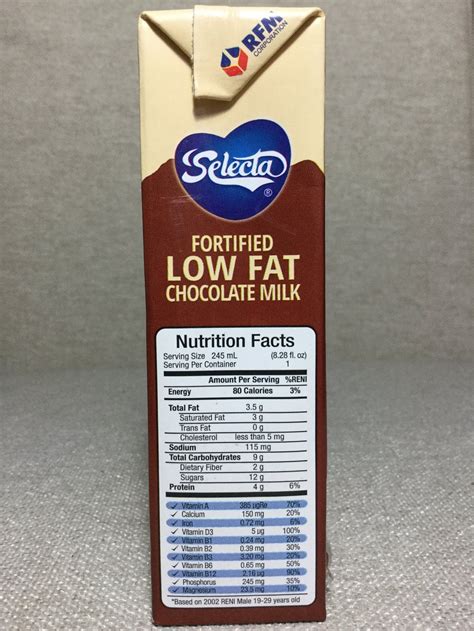 RFM
CORPORATION
Selecta
®
FORTIFIED
LOW FAT
CHOCOLATE MILK
Nutrition Facts
Serving Size 245 mL (8.28 fl. oz)
Serving Per Container 1
Amount Per Serving %RENI
Energy 80 Calories 3%
Total Fat 3.5 g
Saturated Fat 3 g
Trans Fat 0 g
Cholesterol less than 5 mg
Sodium 115 mg
Total Carbohydrates 9 g
Dietary Fiber 2 g
Sugars 12 g
Protein 4 g 6%
✓ Vitamin A 385 µgRe 70%
✓ Calcium 150 mg 20%
✓ Iron 0.72 mg 6%
✓ Vitamin D3 5 µg 100%
✓ Vitamin B1 0.24 mg 20%
✓ Vitamin B2 0.39 mg 30%
✓ Vitamin B3 3.20 mg 20%
✓ Vitamin B6 0.65 mg 50%
✓ Vitamin B12 2.16 µg 90%
✓ Phosphorus 245 mg 35%
✓ Magnesium 23.5 mg 10%
*Based on 2002 RENI Male 19-29 years old